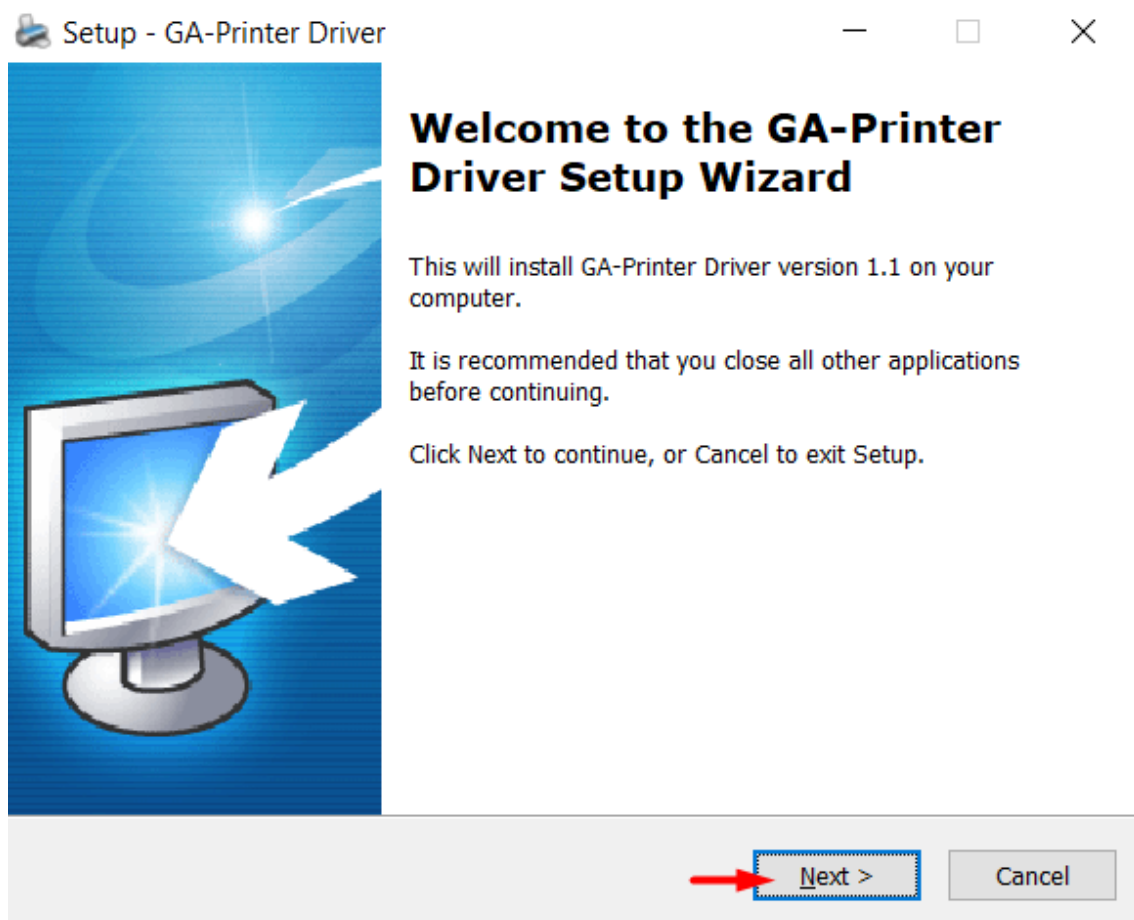 Setup - GA-Printer Driver
Welcome to the GA-Printer
Driver Setup Wizard
This will install GA-Printer Driver version 1.1 on your
computer.
It is recommended that you close all other applications
before continuing.
Click Next to continue, or Cancel to exit Setup.
Next >
Cancel